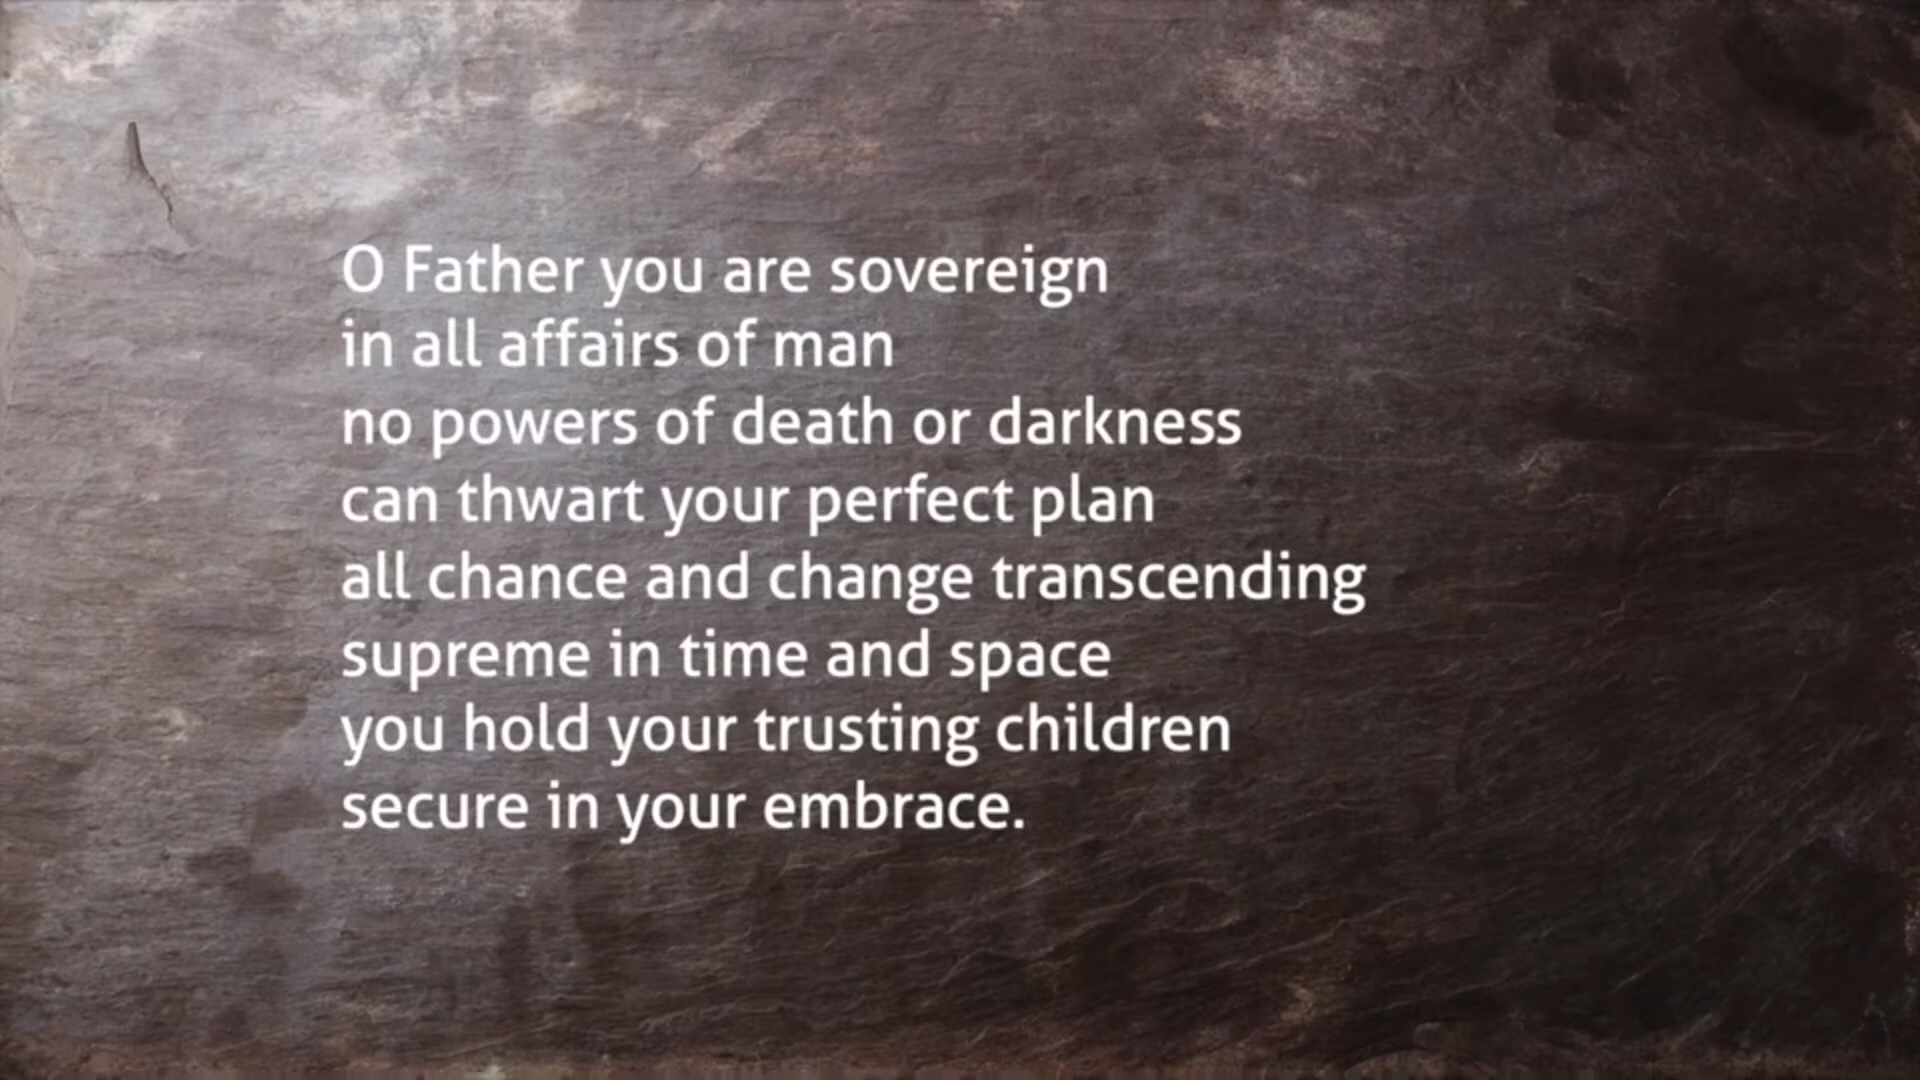 O Father you are sovereign
in all affairs of man
no powers of death or darkness
can thwart your perfect plan
all chance and change transcending
supreme in time and space
you hold your trusting children
secure in your embrace.